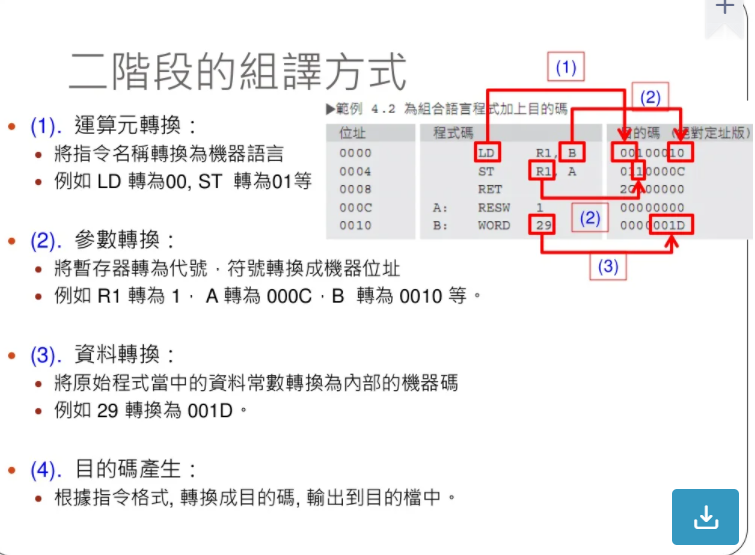 二階段的組譯方式
(1). 運算元轉換：
將指令名稱轉換為機器語言
例如 LD 轉為00, ST 轉為01等
(2). 參數轉換：
將暫存器轉為代號，符號轉換成機器位址
例如 R1 轉為 1， A 轉為 000C，B 轉為 0010 等。
(3). 資料轉換：
將原始程式當中的資料常數轉換為內部的機器碼
例如 29 轉換為 001D。
(4). 目的碼產生：
根據指令格式, 轉換成目的碼, 輸出到目的檔中。
(1)
(2)
▶範例 4.2 為組合語言程式加上目的碼
位址 程式碼 目的碼 (絕對定址版)
0000 LD R1, B 00100010
0004 ST R1, A 0110000C
0008 RET 20000000
000C A: RESW 1 00000000
0010 B: WORD 29 0000001D
(2)
(3)